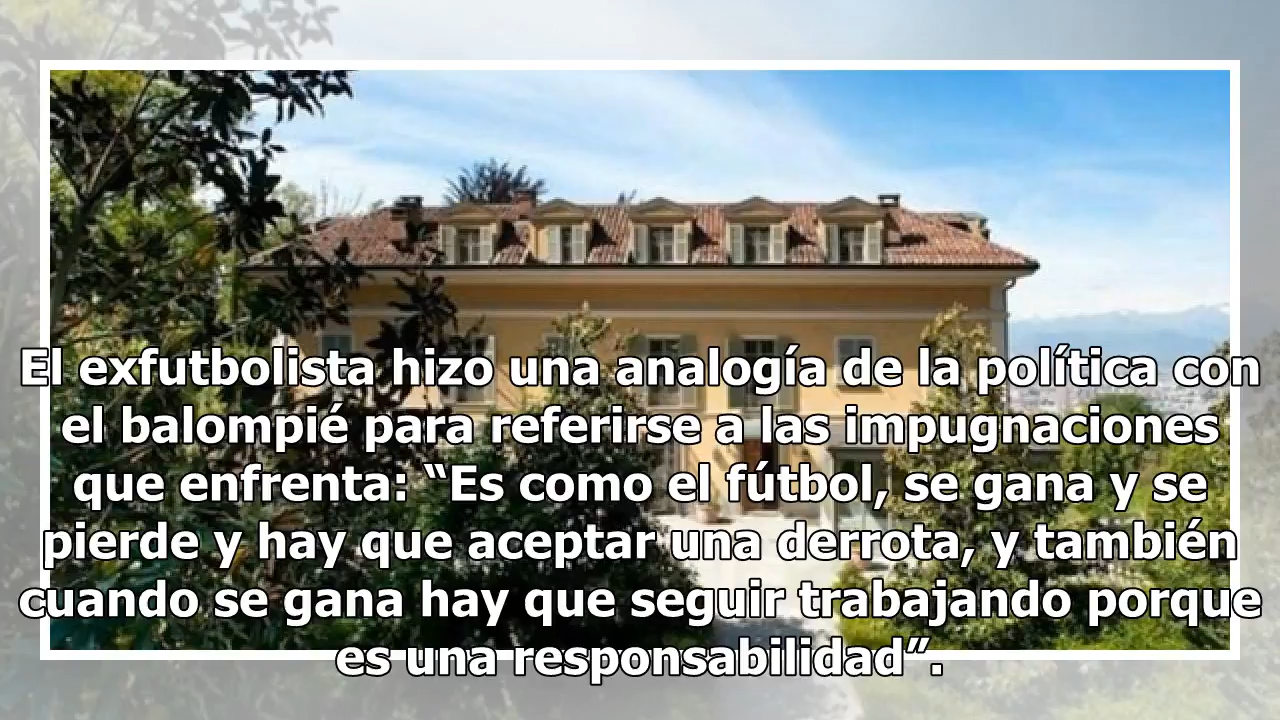 El exfutbolista hizo una analogía de la política con
el balompié para referirse a las impugnaciones
que enfrenta: “Es como el fútbol, se gana y se
pierde y hay que aceptar una derrota, y también
cuando se gana hay que seguir trabajando porque
es una responsabilidad”.